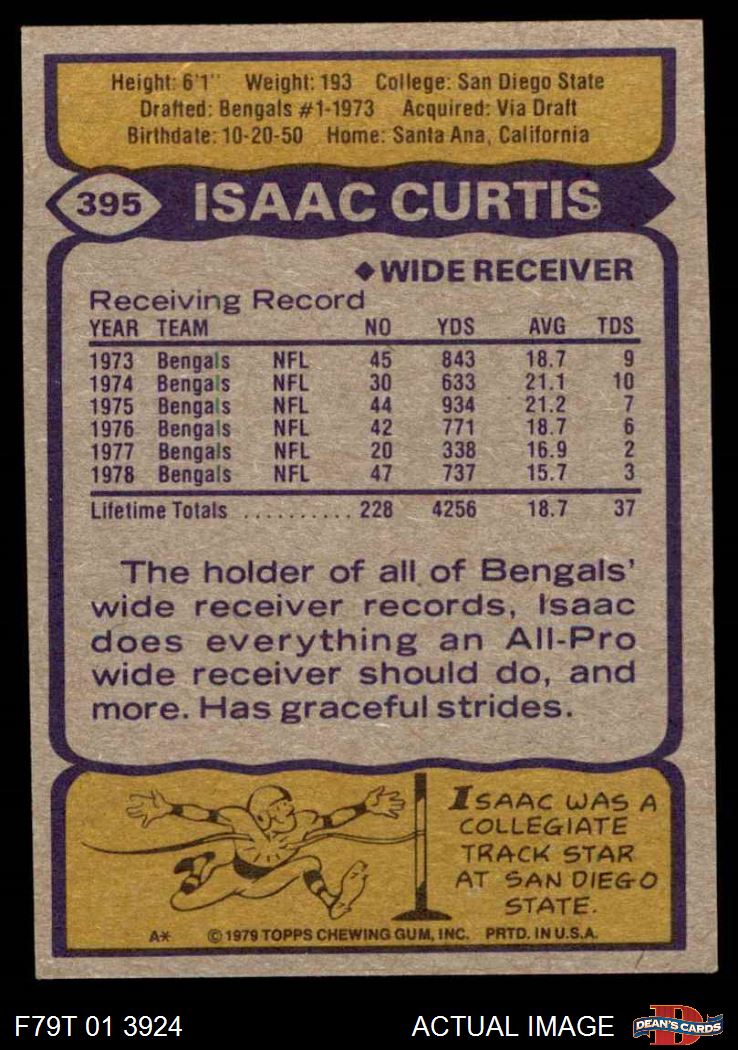 Height: 6'1" Weight: 193 College: San Diego State
Drafted: Bengals #1-1973 Acquired: Via Draft
Birthdate: 10-20-50 Home: Santa Ana, California
395 ISAAC CURTIS
◆WIDE RECEIVER
Receiving Record
YEAR TEAM NO YDS AVG TDS
1973 Bengals NFL 45 843 18.7 9
1974 Bengals NFL 30 633 21.1 10
1975 Bengals NFL 44 934 21.2 7
1976 Bengals NFL 42 771 18.7 6
1977 Bengals NFL 20 338 16.9 2
1978 Bengals NFL 47 737 15.7 3
Lifetime Totals .......... 228 4256 18.7 37
The holder of all of Bengals'
wide receiver records, Isaac
does everything an All-Pro
wide receiver should do, and
more. Has graceful strides.
ISAAC WAS A
COLLEGIATE
TRACK STAR
AT SAN DIEGO
STATE.
A* © 1979 TOPPS CHEWING GUM, INC. PRTD. IN U.S.A.
F79T 01 3924 ACTUAL IMAGE D DEAN'S CARDS